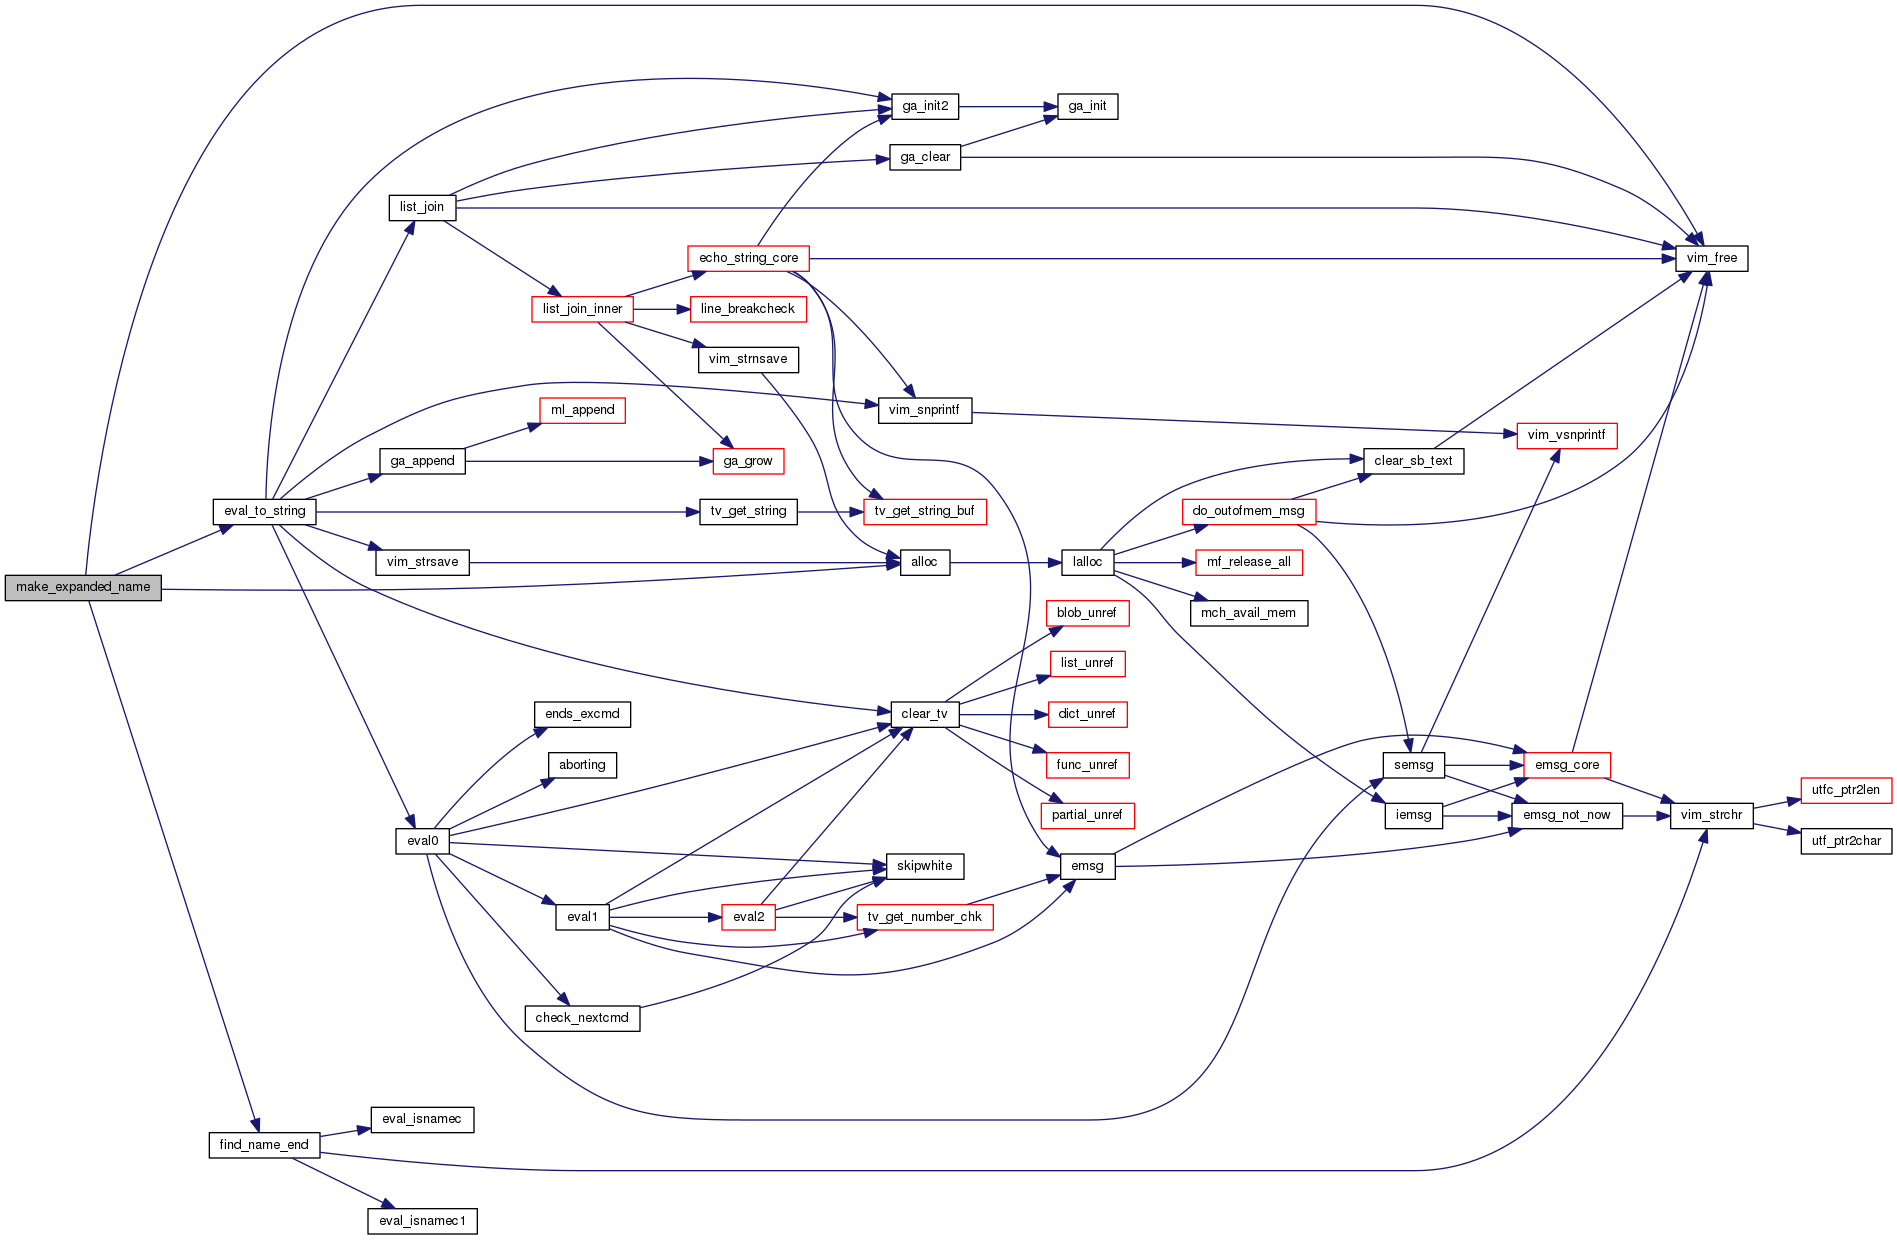 ga_init2
ga_init
ga_clear
list_join
echo_string_core
vim_free
list_join_inner
line_breakcheck
vim_strnsave
ml_append
vim_snprintf
vim_vsnprintf
ga_append
ga_grow
clear_sb_text
eval_to_string
tv_get_string
tv_get_string_buf
do_outofmem_msg
vim_strsave
alloc
lalloc
mf_release_all
make_expanded_name
mch_avail_mem
blob_unref
list_unref
ends_excmd
clear_tv
dict_unref
aborting
func_unref
semsg
emsg_core
utfc_ptr2len
partial_unref
iemsg
emsg_not_now
vim_strchr
eval0
utf_ptr2char
skipwhite
emsg
eval1
eval2
tv_get_number_chk
check_nextcmd
eval_isnamec
find_name_end
eval_isnamec1